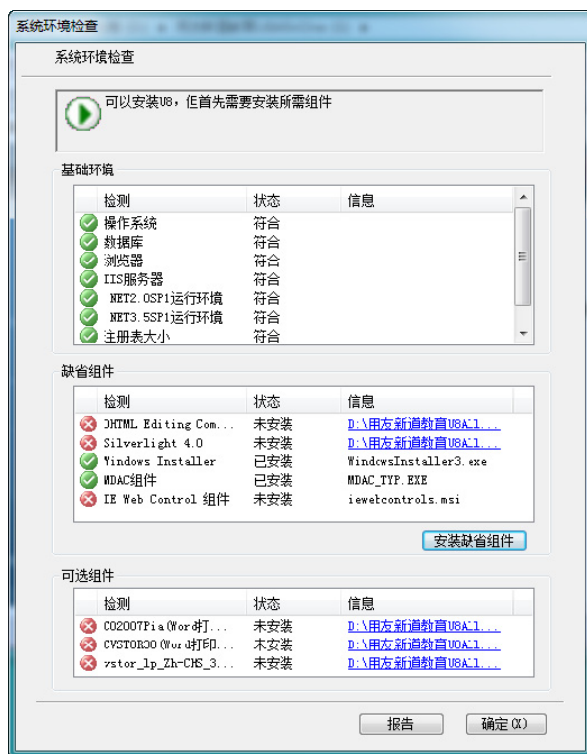 系统环境检查
系统环境检查
可以安装U8，但首先需要安装所需组件
基础环境
检测 状态 信息
操作系统 符合
数据库 符合
浏览器 符合
IIS服务器 符合
NET2.0SP1运行环境 符合
NET3.5SP1运行环境 符合
注册表大小 符合
缺省组件
检测 状态 信息
DHTML Editing Com... 未安装 D:\用友新道教育U8All...
Silverlight 4.0 未安装 D:\用友新道教育U8All...
Windows Installer 已安装 WindowsInstaller3.exe
MDAC组件 已安装 MDAC_TYP.EXE
IE Web Control 组件 未安装 iewebcontrols.msi
安装缺省组件
可选组件
检测 状态 信息
O2007Pia(Word打... 未安装 D:\用友新道教育U8All...
(Word打印... 未安装 D:\用友新道教育U8All...
vstor_lp_Zh-CHS_3... 未安装 D:\用友新道教育U8All...
报告 确定(X)